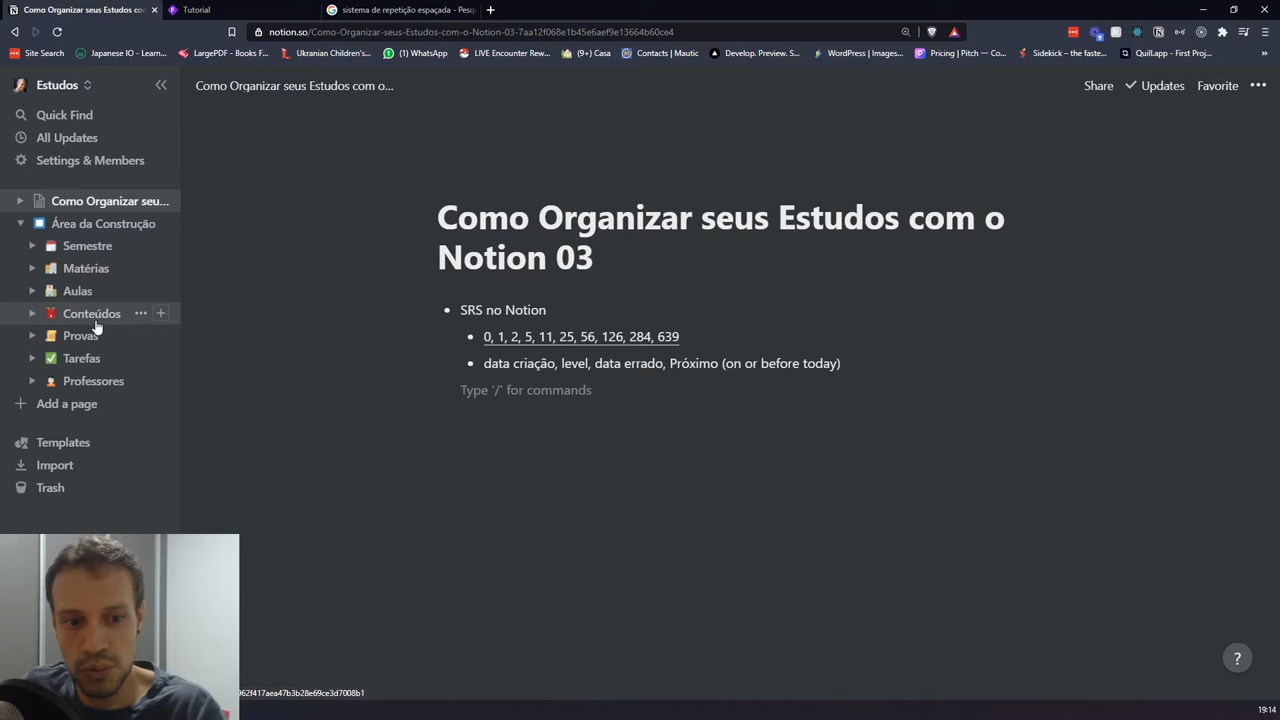 Como Organizar seus Estudos com
Tutorial
sistema de repetição espaçada - Pesq
notion.so/Como-Organizar-seus-Estudos-com-o-Notion-03-7aa12f068e1b45e6aef9e13664b60ce4
Site Search
Japanese IO - Learn...
LargePDF - Merge...
Ukranian Children's...
(1) WhatsApp
LIVE Encounter Rew...
(9+) Casa
Contacts | Mautic
Develop. Preview. S...
WordPress | Images...
Pricing | Pitch — Co...
Sidekick – the faste...
Quill.app - First Proj...
»
Estudos
Como Organizar seus Estudos com o...
Share
Updates
Favorite
Quick Find
All Updates
Settings & Members
Como Organizar seu...
Área da Construção
Semestre
Matérias
Aulas
Conteúdos
Provas
Tarefas
Professores
Add a page
Templates
Import
Trash
Como Organizar seus Estudos com o
Notion 03
SRS no Notion
0, 1, 2, 5, 11, 25, 56, 126, 284, 639
data criação, level, data errado, Próximo (on or before today)
Type '/' for commands
?
962f417aea47b3b28e69ce3d7008b1
19:14